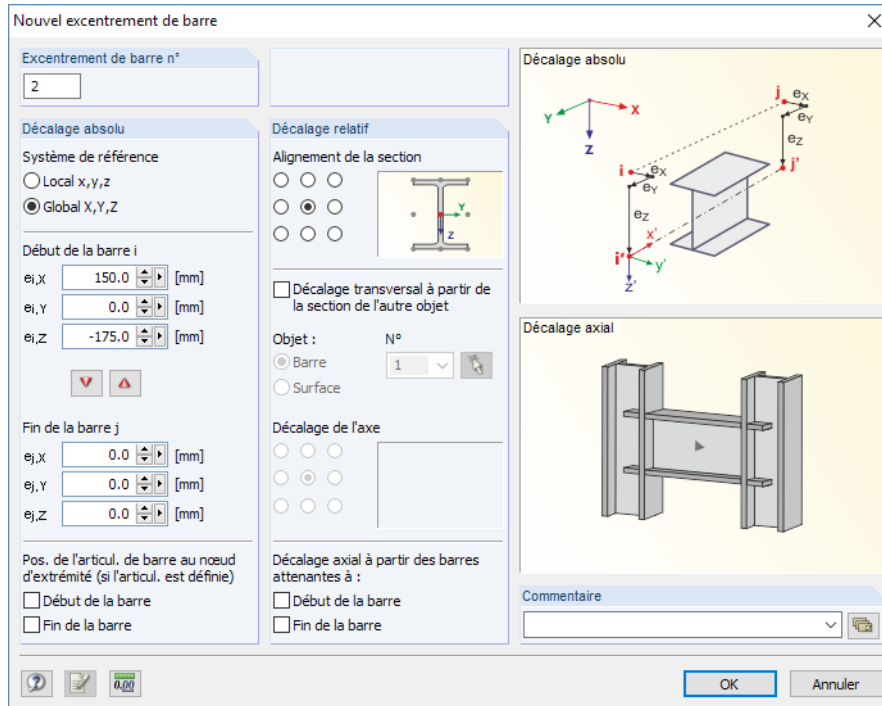 Nouvel excentrement de barre
Excentrement de barre n°
2
Décalage absolu
Système de référence
Local x,y,z
Global X,Y,Z
Début de la barre i
ei,X 150.0 [mm]
ei,Y 0.0 [mm]
ei,Z -175.0 [mm]
Fin de la barre j
ej,X 0.0 [mm]
ej,Y 0.0 [mm]
ej,Z 0.0 [mm]
Pos. de l'articul. de barre au nœud
d'extrémité (si l'articul. est définie)
Début de la barre
Fin de la barre
Décalage relatif
Alignement de la section
Y
Z
Décalage transversal à partir de
la section de l'autre objet
Objet : N°
Barre 1
Surface
Décalage de l'axe
Décalage axial à partir des barres
attenantes à :
Début de la barre
Fin de la barre
Décalage absolu
Y X
Z
j eX
eY
eZ
j'
i eX
eY
eZ
x'
i' y'
z'
Décalage axial
Commentaire
0.00
OK Annuler